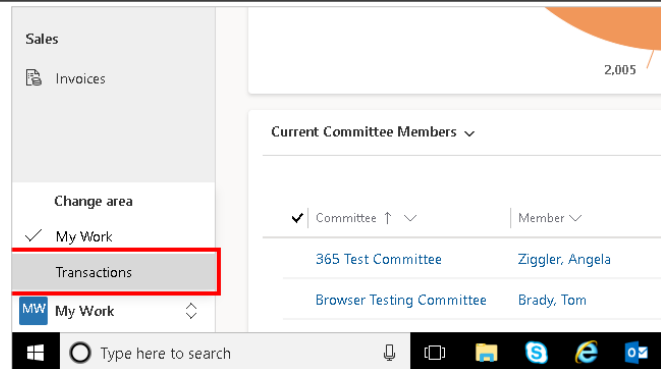 Sales
Invoices
2,005
Current Committee Members
Change area
My Work
Transactions
MW My Work
Committee Member
365 Test Committee Ziggler, Angela
Browser Testing Committee Brady, Tom
Type here to search